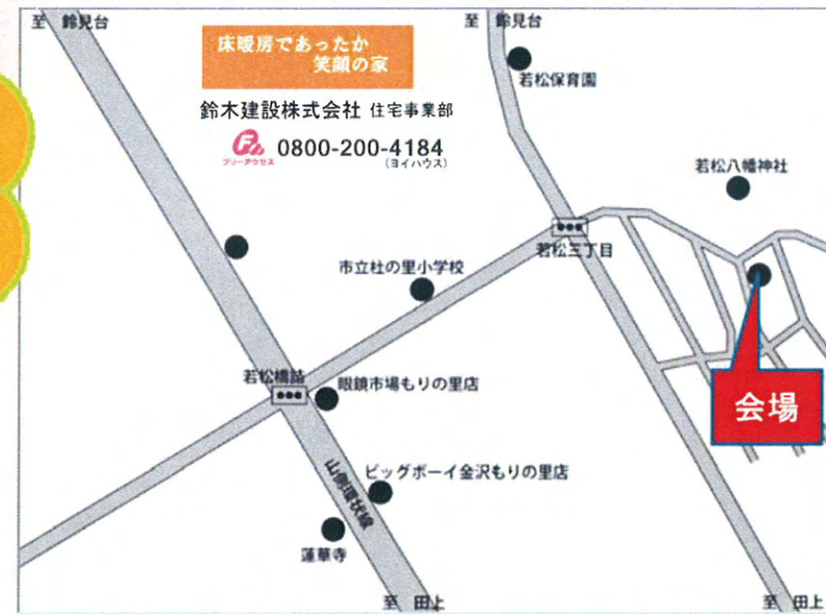 至 鈴見台
至 鈴見台
床暖房であったか
笑顔の家
若松保育園
鈴木建設株式会社 住宅事業部
フリーアクセス 0800-200-4184
(ヨイハウス)
若松八幡神社
若松三丁目
市立杜の里小学校
若松橋詰
眼鏡市場もりの里店
会場
山側環状線
ビッグボーイ金沢もりの里店
蓮華寺
至 田上
至 田上